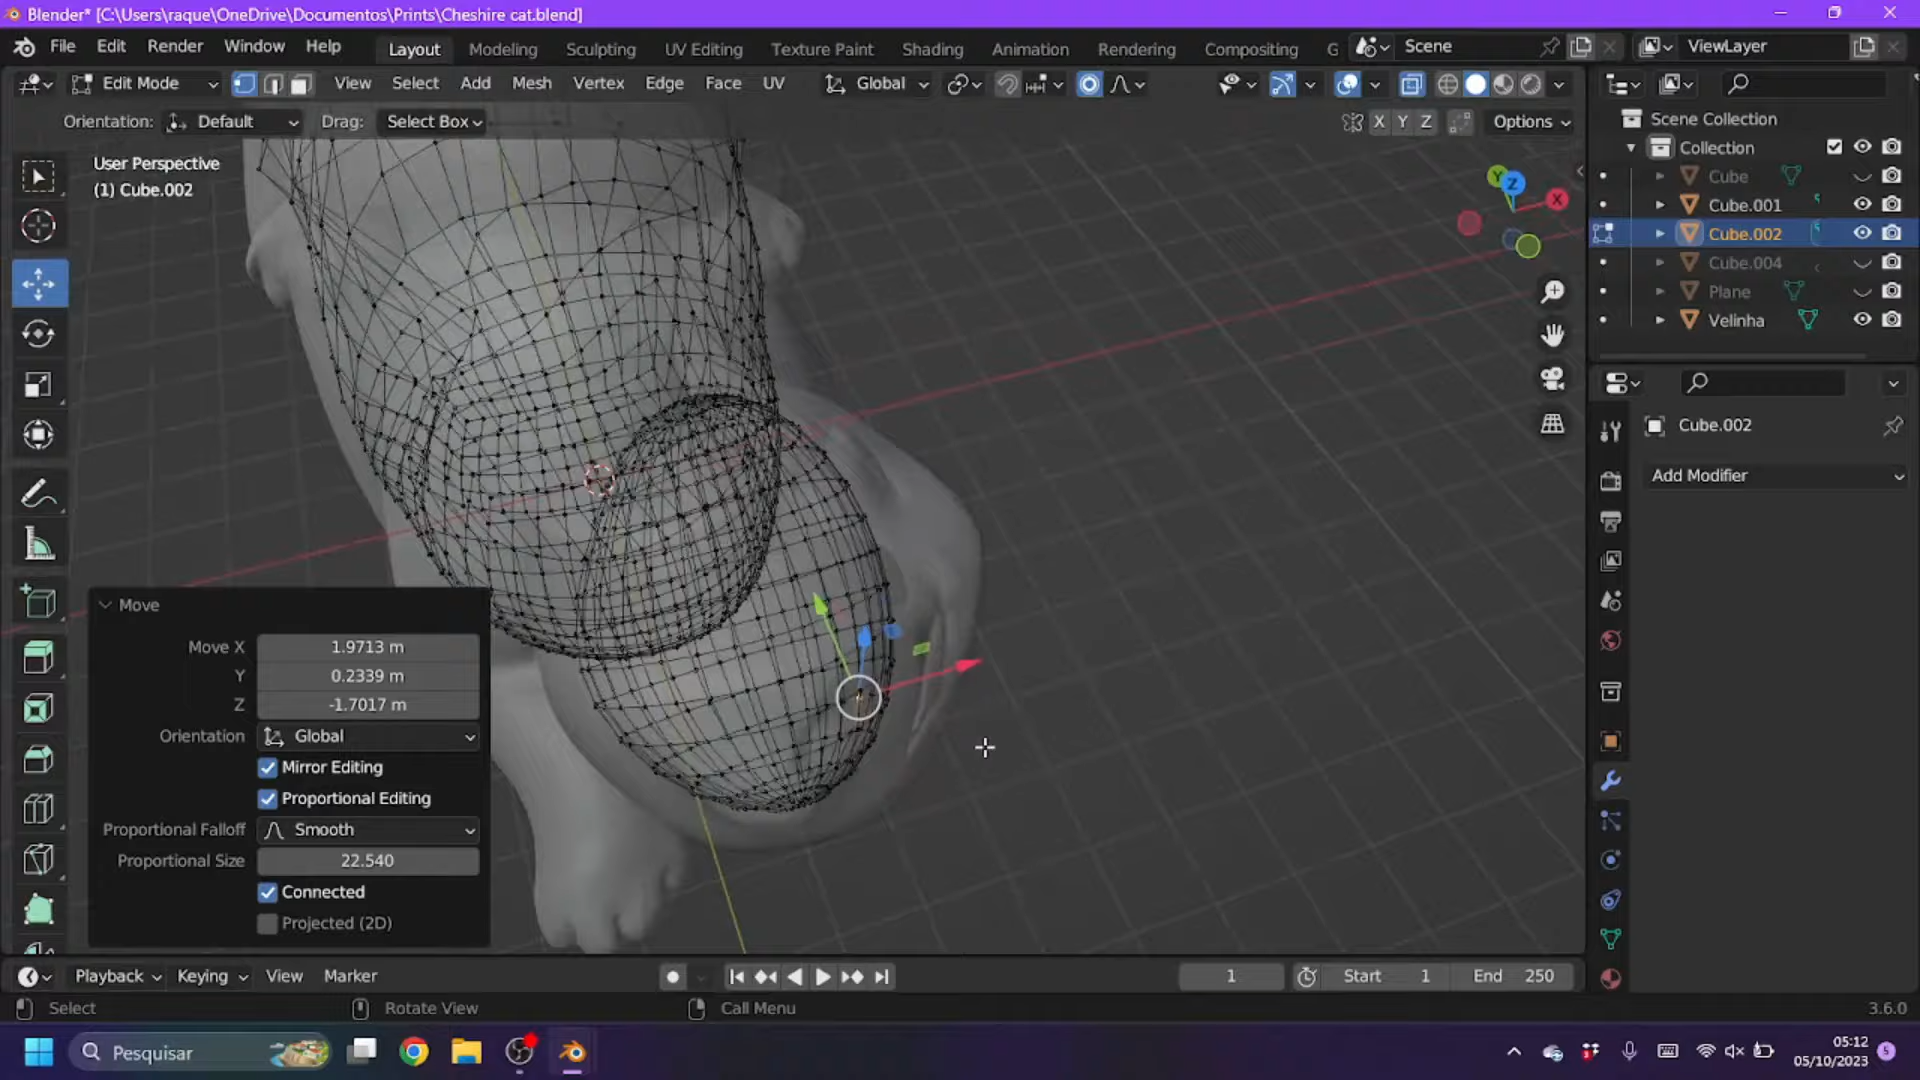 Blender* [C:\Users\raque\OneDrive\Documentos\Prints\Cheshire cat.blend]
File Edit Render Window Help Layout Modeling Sculpting UV Editing Texture Paint Shading Animation Rendering Compositing G Scene ViewLayer
Edit Mode View Select Add Mesh Vertex Edge Face UV Global
Orientation: Default Drag: Select Box X Y Z Options
User Perspective
(1) Cube.002
Y Z X
Scene Collection
Collection
Cube
Cube.001
Cube.002
Cube.004
Plane
Velinha
Cube.002
Add Modifier
Move
Move X 1.9713 m
Y 0.2339 m
Z -1.7017 m
Orientation Global
Mirror Editing
Proportional Editing
Proportional Falloff Smooth
Proportional Size 22.540
Connected
Projected (2D)
Playback Keying View Marker 1 Start 1 End 250
Select Rotate View Call Menu 3.6.0
Pesquisar 05:12
05/10/2023 5